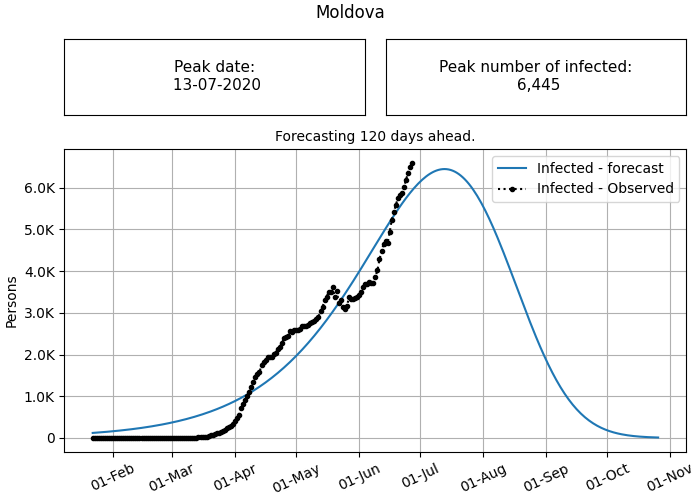 Moldova
Peak date:
13-07-2020
Peak number of infected:
6,445
Forecasting 120 days ahead.
Infected - forecast
Infected - Observed
Persons
6.0K
5.0K
4.0K
3.0K
2.0K
1.0K
0
01-Feb
01-Mar
01-Apr
01-May
01-Jun
01-Jul
01-Aug
01-Sep
01-Oct
01-Nov